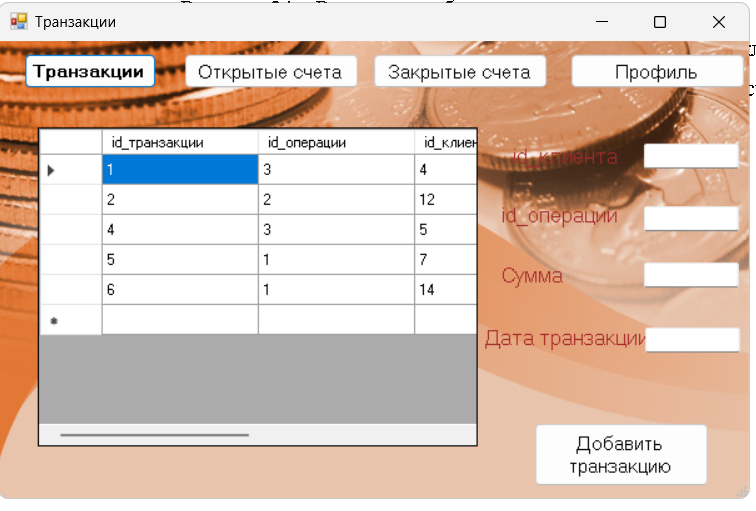 Транзакции
Транзакции
Открытые счета
Закрытые счета
Профиль
id_транзакции id_операции id_клиен
1 3 4
2 2 12
4 3 5
5 1 7
6 1 14
id_клиента
id_операции
Сумма
Дата транзакции
Добавить
транзакцию